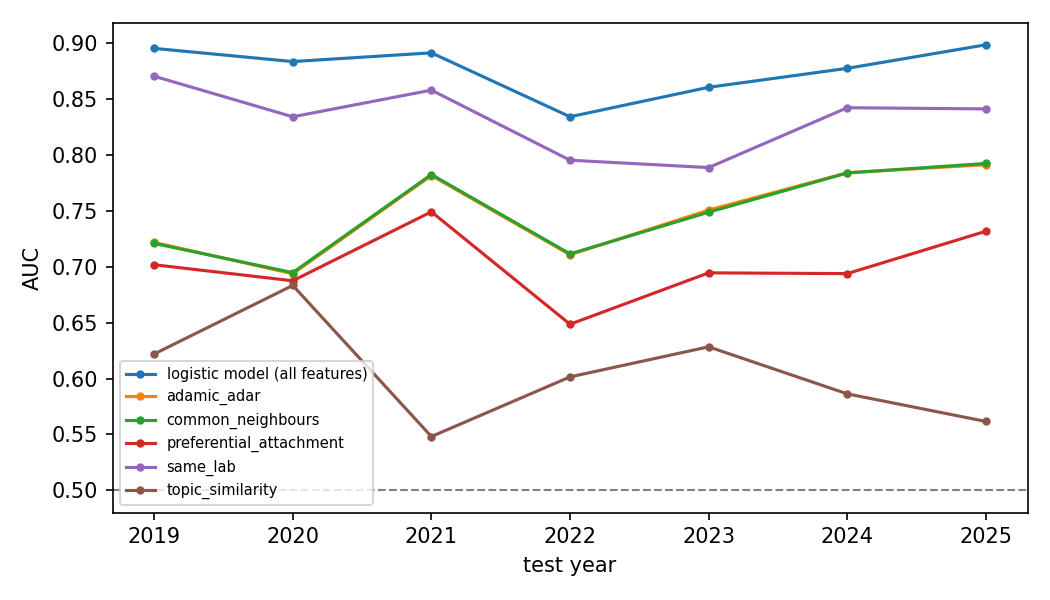 0.90
0.85
0.80
0.75
0.70
0.65
0.60
0.55
0.50
AUC
logistic model (all features)
adamic_adar
common_neighbours
preferential_attachment
same_lab
topic_similarity
2019 2020 2021 2022 2023 2024 2025
test year